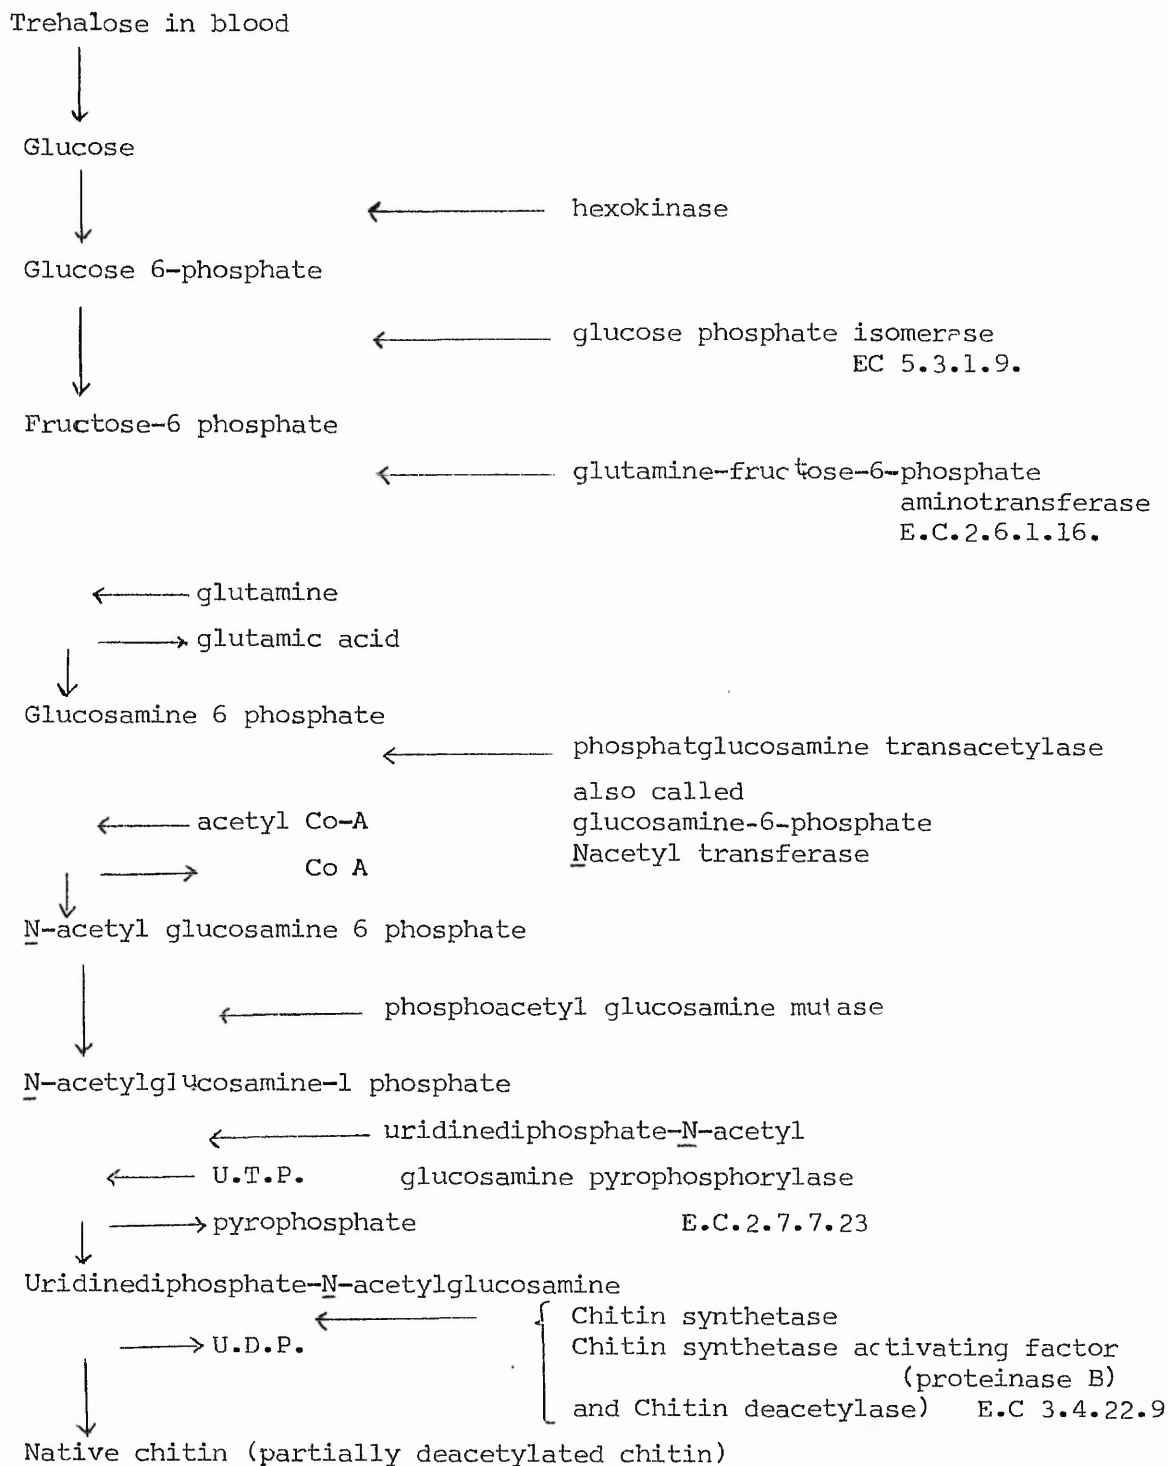 Trehalose in blood
Glucose
hexokinase
Glucose 6-phosphate
glucose phosphate isomerase
EC 5.3.1.9.
Fructose-6 phosphate
glutamine-fructose-6-phosphate
aminotransferase
E.C.2.6.1.16.
glutamine
glutamic acid
Glucosamine 6 phosphate
phosphatglucosamine transacetylase
also called
acetyl Co-A glucosamine-6-phosphate
Nacetyl transferase
Co A
N-acetyl glucosamine 6 phosphate
phosphoacetyl glucosamine mutase
N-acetylglucosamine-1 phosphate
uridinediphosphate-N-acetyl
U.T.P. glucosamine pyrophosphorylase
pyrophosphate E.C.2.7.7.23
Uridinediphosphate-N-acetylglucosamine
Chitin synthetase
U.D.P. Chitin synthetase activating factor
(proteinase B)
and Chitin deacetylase) E.C 3.4.22.9
Native chitin (partially deacetylated chitin)